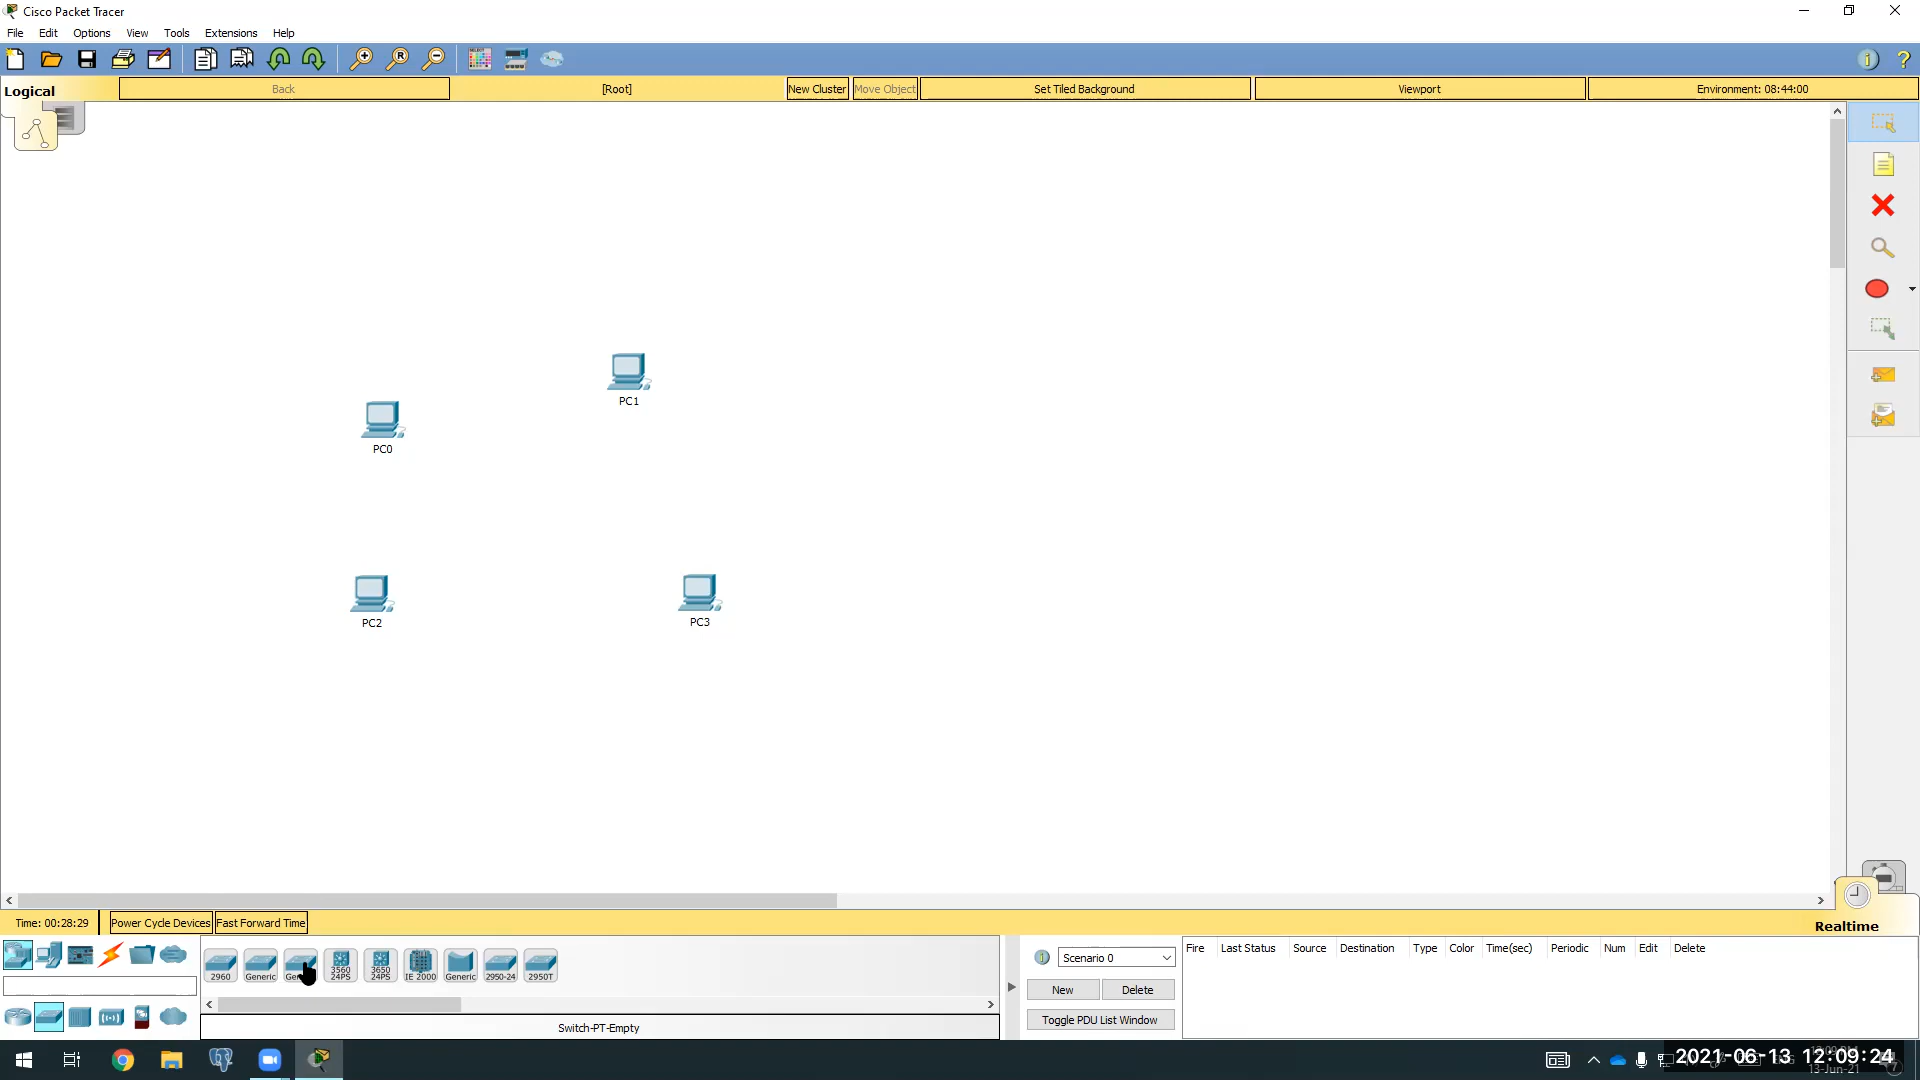 Cisco Packet Tracer
File Edit Options View Tools Extensions Help
Logical Back [Root] New Cluster Move Object Set Tiled Background Viewport Environment: 08:44:00
PC1
PC0
PC2
PC3
Time: 00:28:29 Power Cycle Devices Fast Forward Time
Realtime
2960 Generic 3560 24PS 3650 24PS IE 2000 Generic 2950-24 2950T
Switch-PT-Empty
Scenario 0
New Delete
Toggle PDU List Window
Fire Last Status Source Destination Type Color Time(sec) Periodic Num Edit Delete
2021-06-13 12:09:24
13-Jun-21